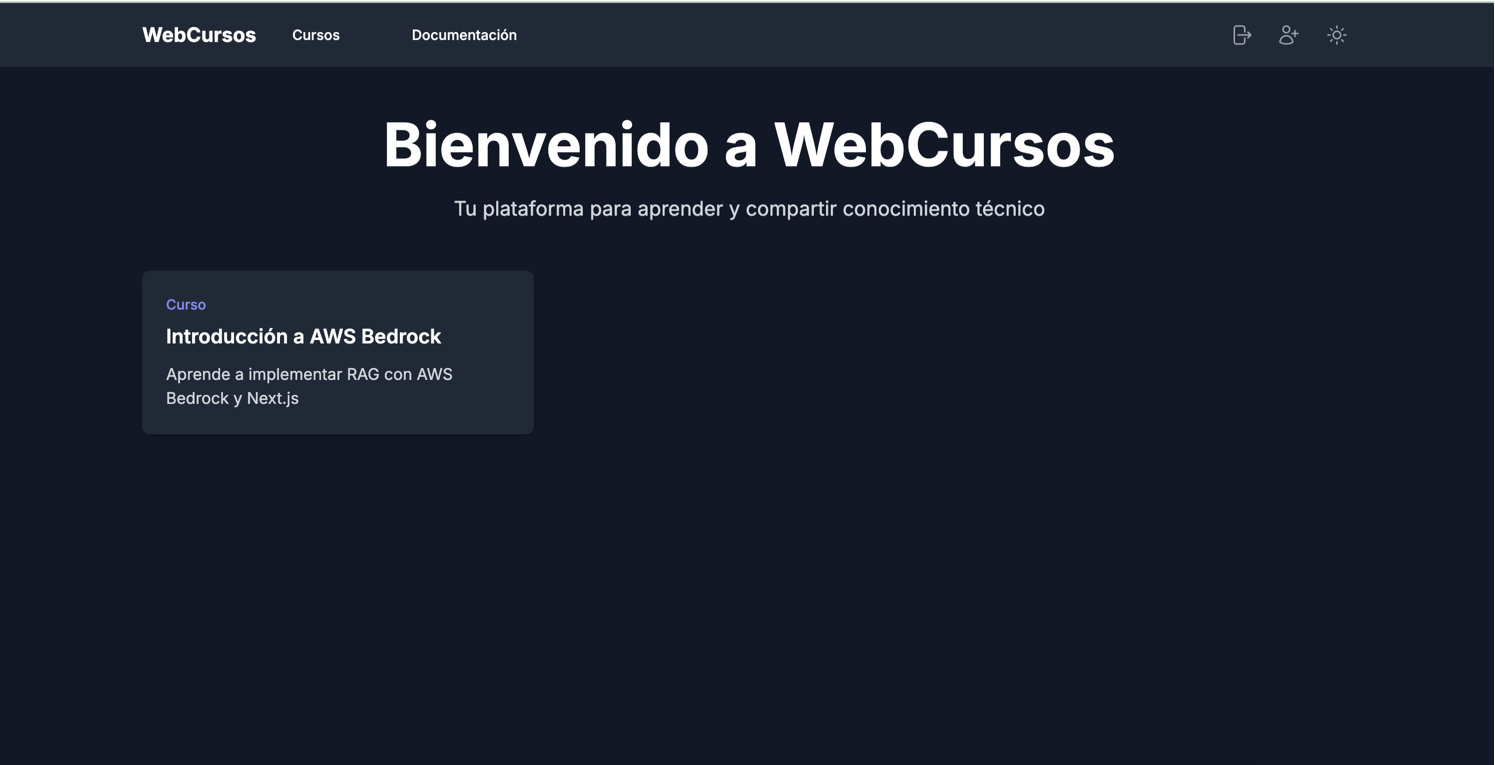 WebCursos Cursos Documentación
Bienvenido a WebCursos
Tu plataforma para aprender y compartir conocimiento técnico
Curso
Introducción a AWS Bedrock
Aprende a implementar RAG con AWS
Bedrock y Next.js